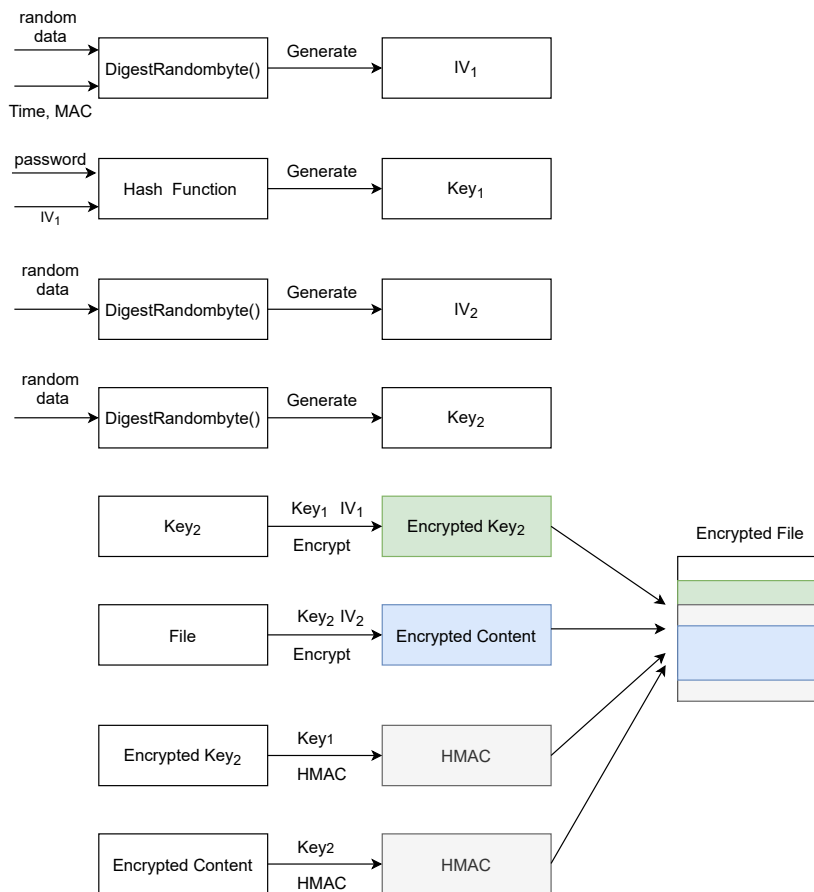 random
data
DigestRandombyte()
Generate
IV1
Time, MAC
password
Hash Function
Generate
Key1
IV1
random
data
DigestRandombyte()
Generate
IV2
random
data
DigestRandombyte()
Generate
Key2
Key2
Key1 IV1
Encrypt
Encrypted Key2
Encrypted File
File
Key2 IV2
Encrypt
Encrypted Content
Encrypted Key2
Key1
HMAC
HMAC
Encrypted Content
Key2
HMAC
HMAC